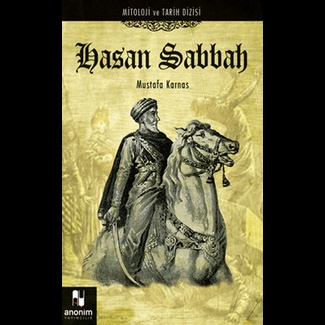 MİTOLOJİ ve TARİH DİZİSİ
Hasan Sabbah
Mustafa Karnas
anonim
YAYINCILIK